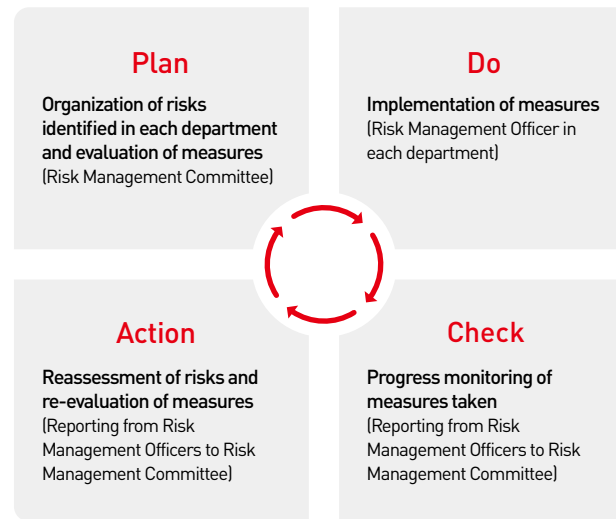 Plan
Organization of risks
identified in each department
and evaluation of measures
(Risk Management Committee)
Do
Implementation of measures
(Risk Management Officer in
each department)
Action
Reassessment of risks and
re-evaluation of measures
(Reporting from Risk
Management Officers to Risk
Management Committee)
Check
Progress monitoring of
measures taken
(Reporting from Risk
Management Officers to Risk
Management Committee)